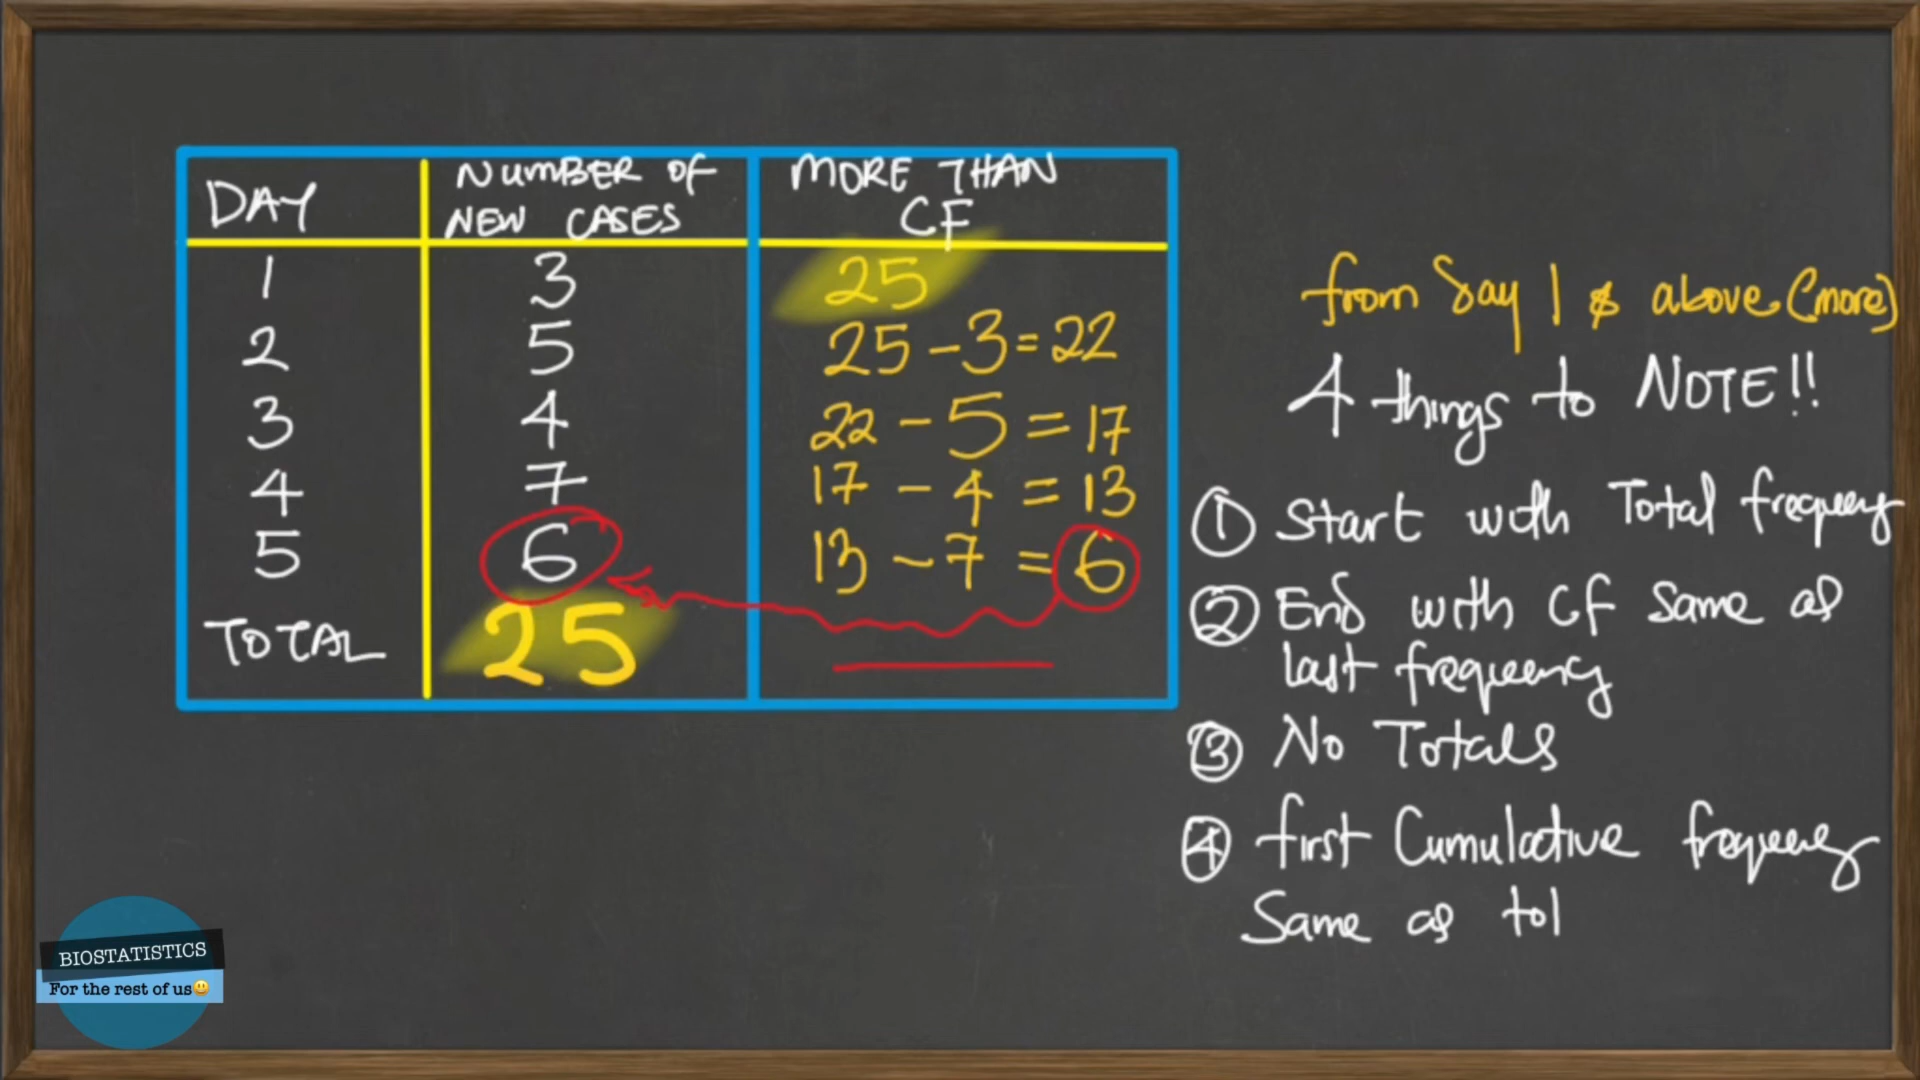 DAY NUMBER OF NEW CASES MORE THAN CF
1 3 25
2 5 25 - 3 = 22
3 4 22 - 5 = 17
4 7 17 - 4 = 13
5 6 13 - 7 = 6
TOTAL 25
from Day 1 & above (more)
4 things to NOTE!!
① Start with Total frequency
② End with CF Same as
last frequency
③ No Totals
④ first Cumulative frequency
Same as tol
BIOSTATISTICS
For the rest of us😃